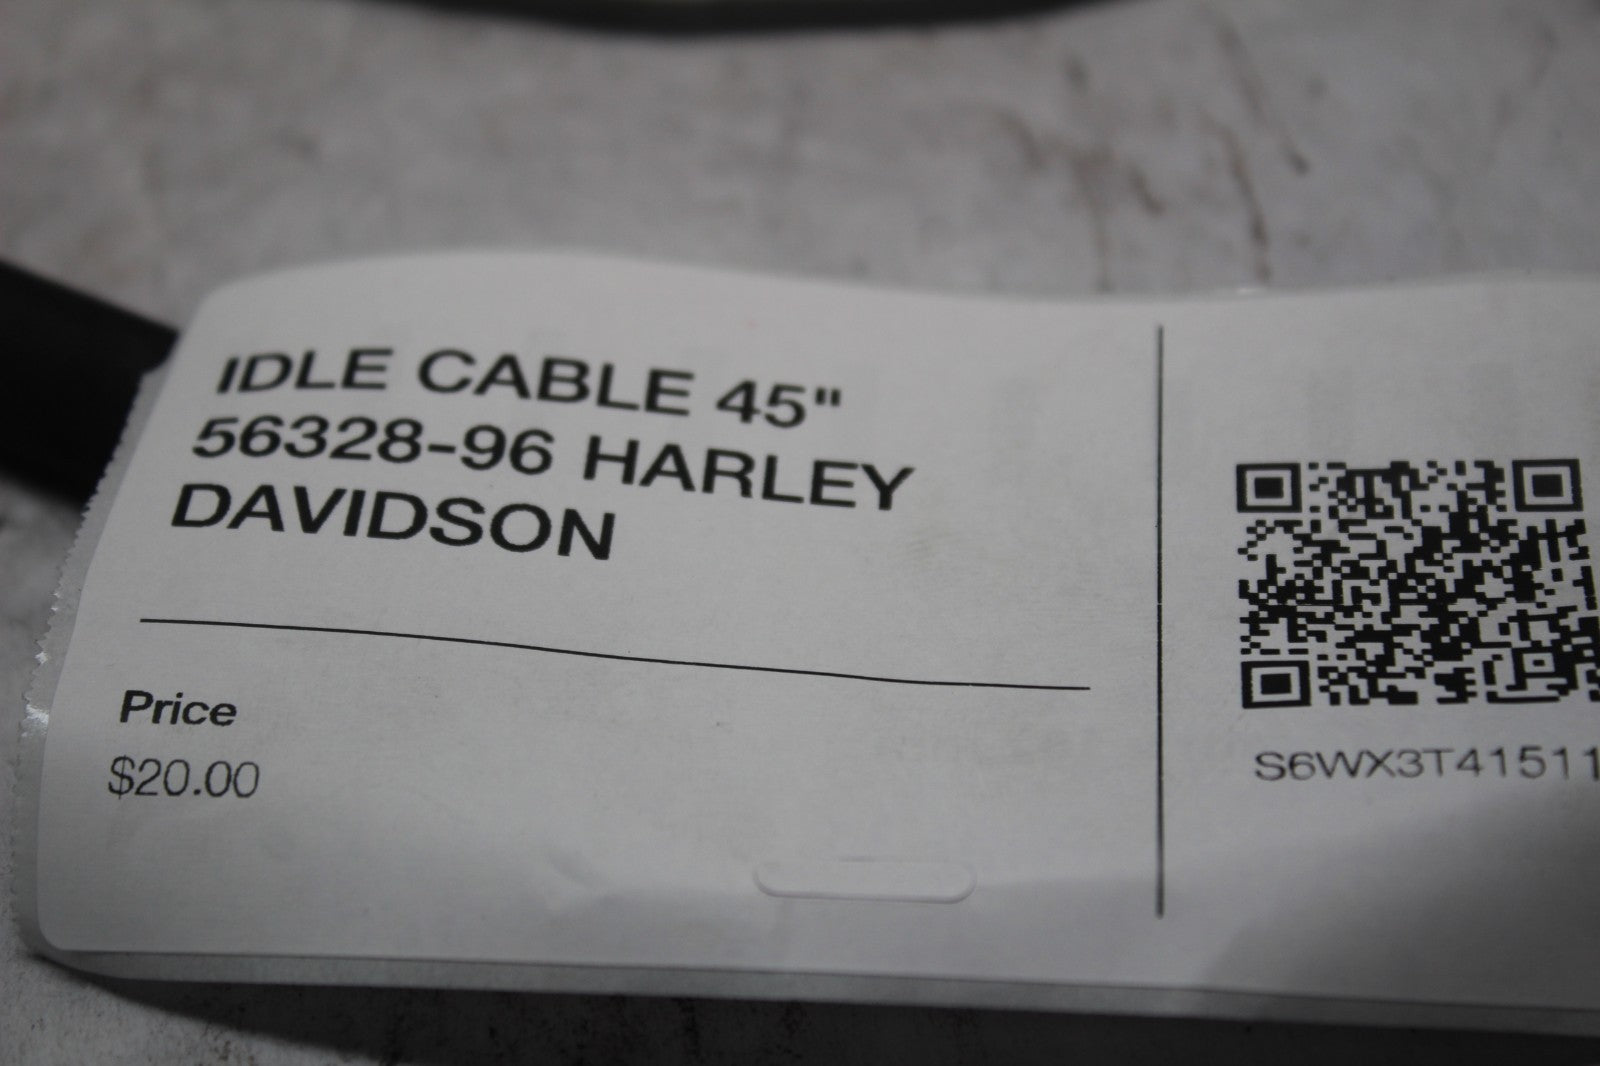 IDLE CABLE 45"
56328-96 HARLEY
DAVIDSON
Price
$20.00
S6WX3T41511